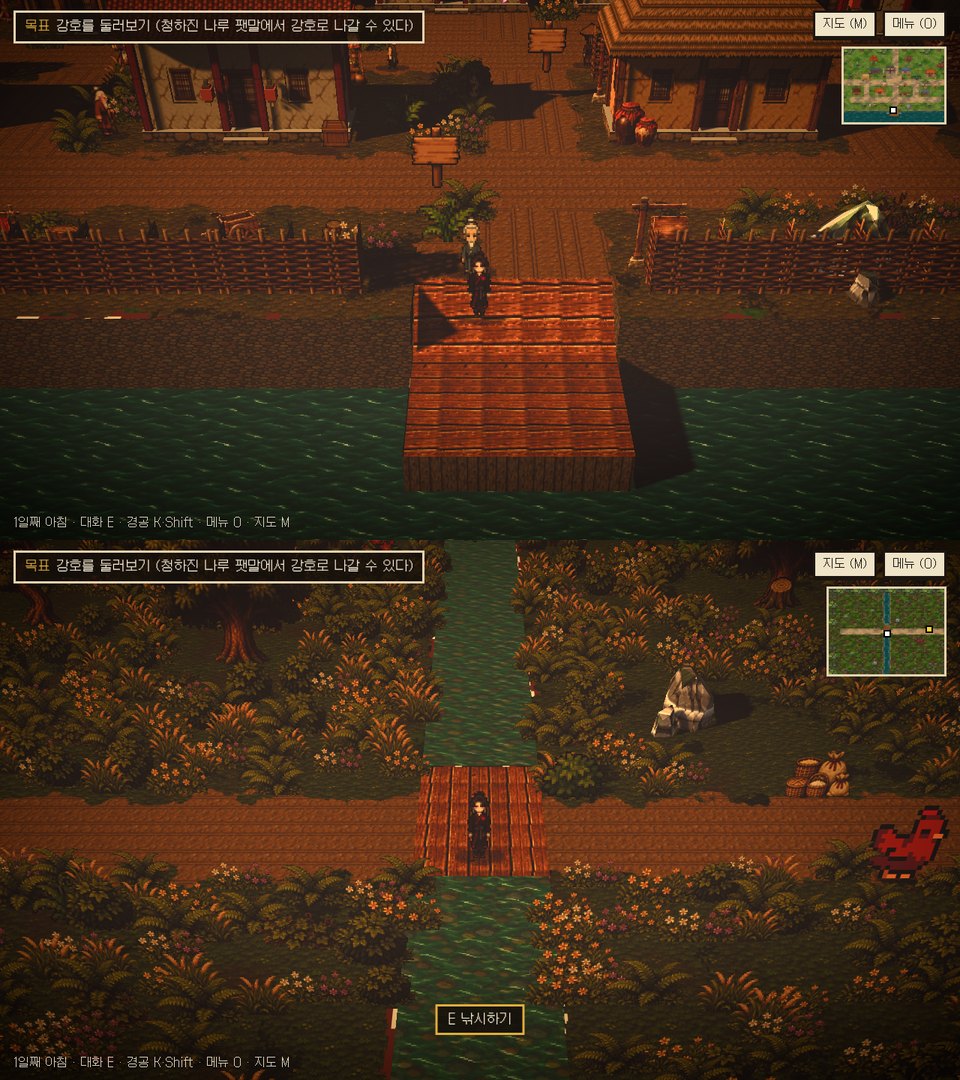 목표 강호를 둘러보기 (청하진 나루 팻말에서 강호로 나갈 수 있다)
지도 (M)
메뉴 (O)
1일째 아침 · 대화 E · 경공 K·Shift · 메뉴 O · 지도 M
목표 강호를 둘러보기 (청하진 나루 팻말에서 강호로 나갈 수 있다)
지도 (M)
메뉴 (O)
E 낚시하기
1일째 아침 · 대화 E · 경공 K·Shift · 메뉴 O · 지도 M